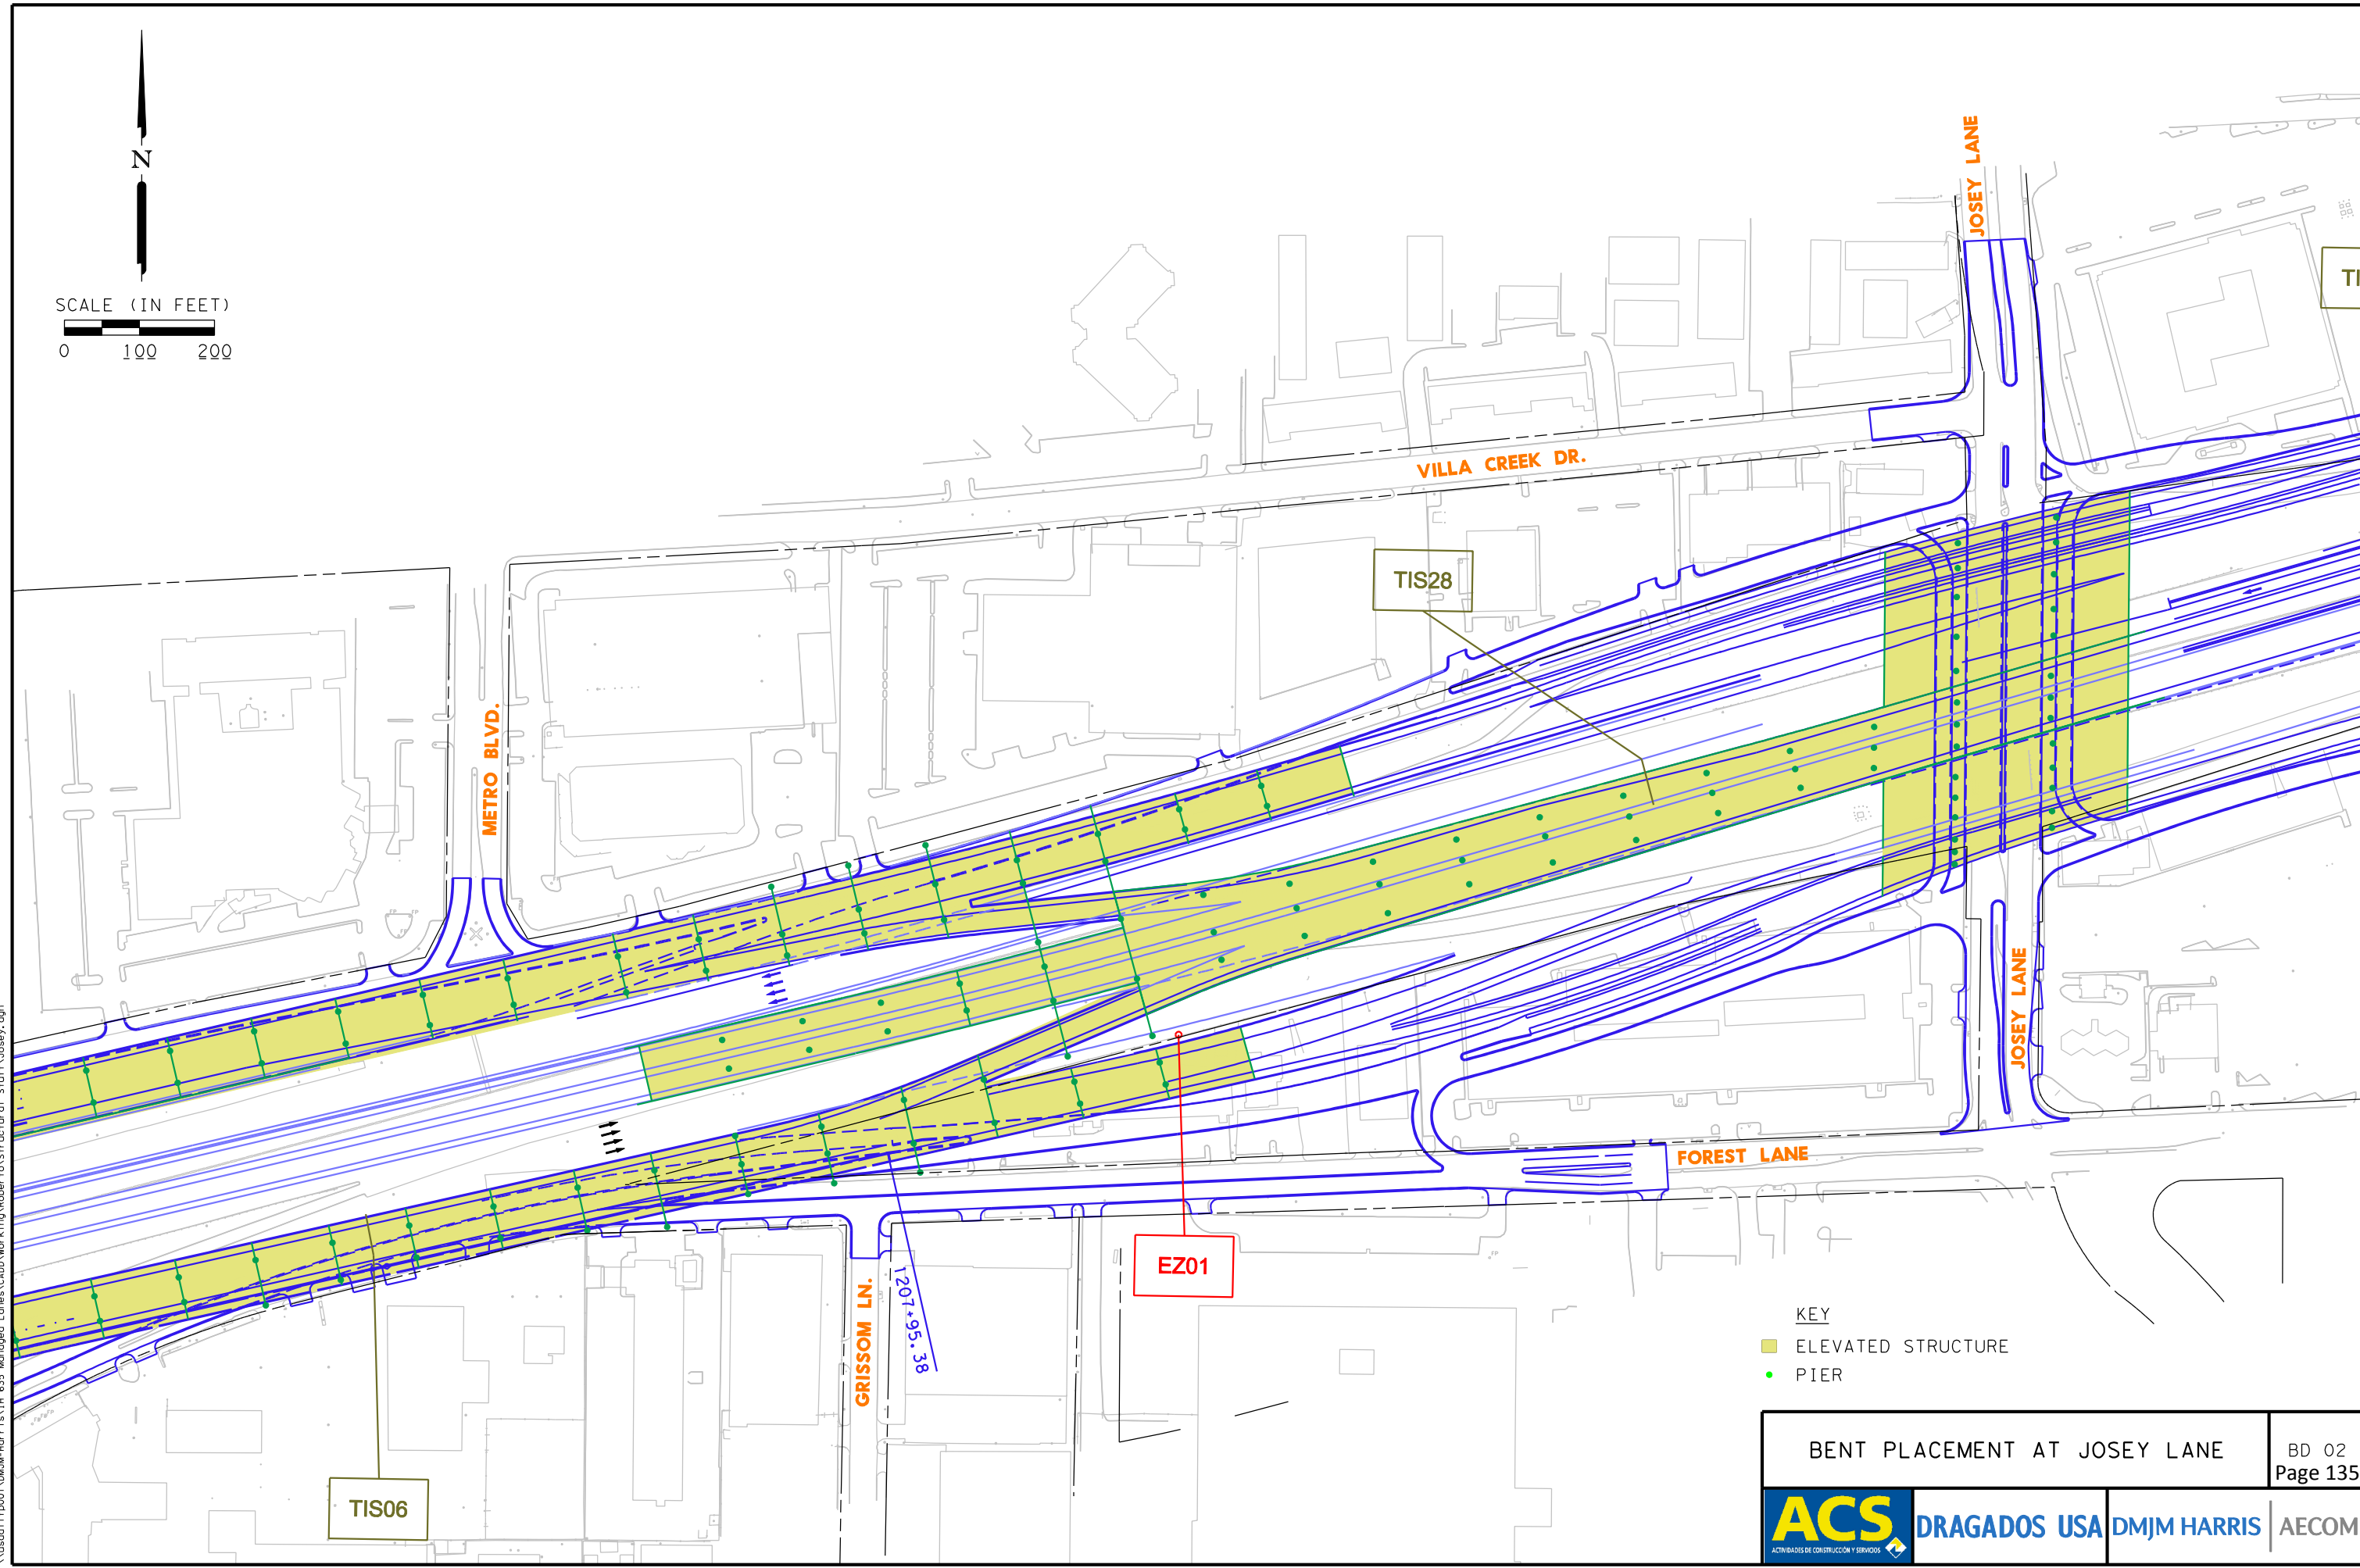 N
SCALE (IN FEET)
0 100 200
JOSEY LANE
TI
VILLA CREEK DR.
TIS28
METRO BLVD.
JOSEY LANE
FOREST LANE
EZ01
GRISSOM LN.
1207+95.38
TIS06
KEY
ELEVATED STRUCTURE
PIER
BENT PLACEMENT AT JOSEY LANE
BD 02
Page 135
ACS
ACTIVIDADES DE CONSTRUCCIÓN Y SERVICIOS
DRAGADOS USA
DMJM HARRIS
AECOM